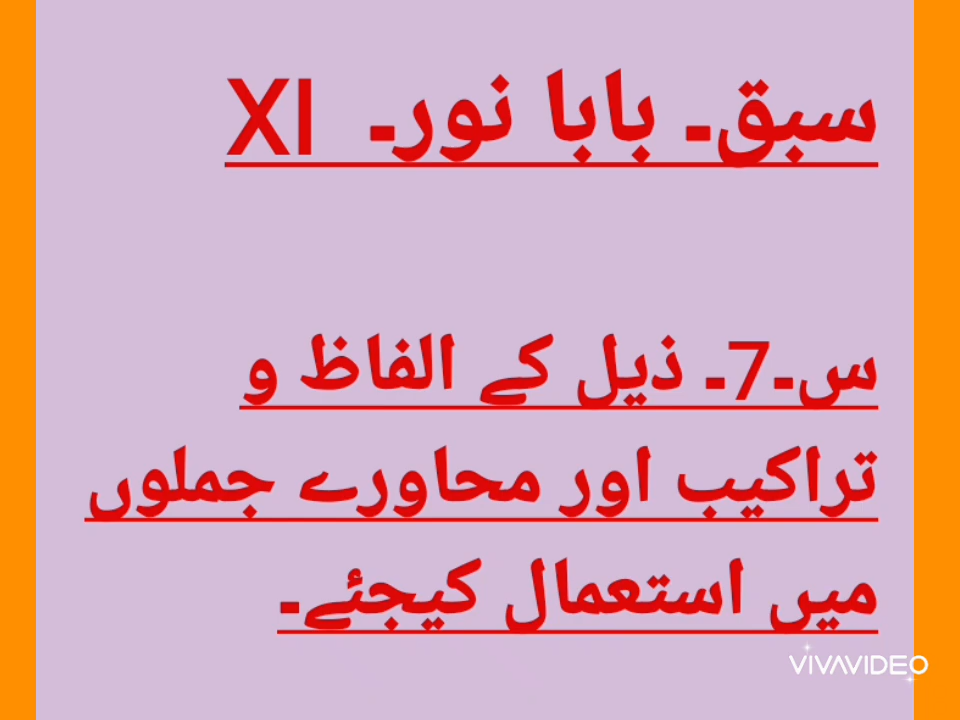 سبق۔ بابا نور۔ XI
س۔7۔ ذیل کے الفاظ و
تراکیب اور محاورے جملوں
میں استعمال کیجئے۔
VIVAVIDEO